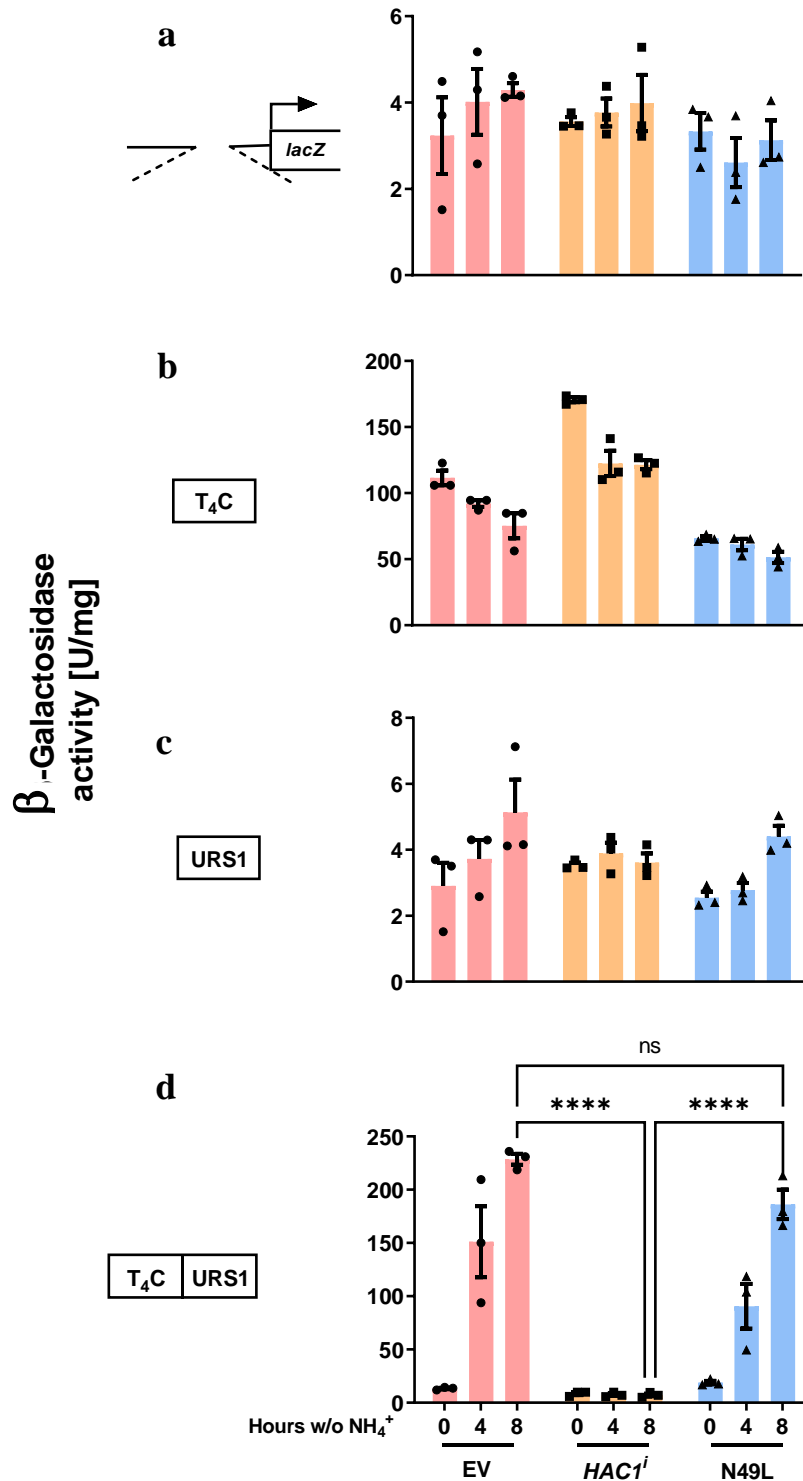 a
lacZ
6
4
2
0
b
T₄C
200
150
100
50
0
β-Galactosidase
activity [U/mg]
c
URS1
8
6
4
2
0
d
ns
**** ****
T₄C URS1
250
200
150
100
50
0
Hours w/o NH₄⁺ 0 4 8 0 4 8 0 4 8
EV HAC1ⁱ N49L